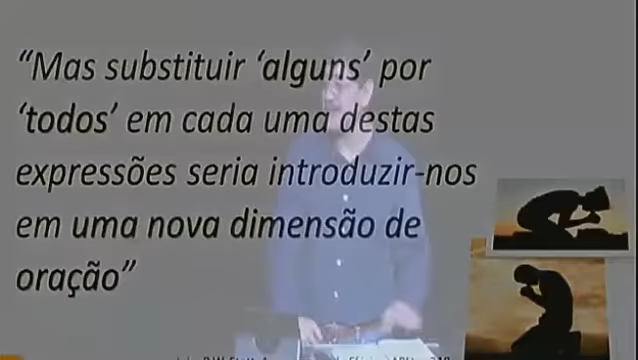 “Mas substituir ‘alguns’ por
‘todos’ em cada uma destas
expressões seria introduzir-nos
em uma nova dimensão de
oração”